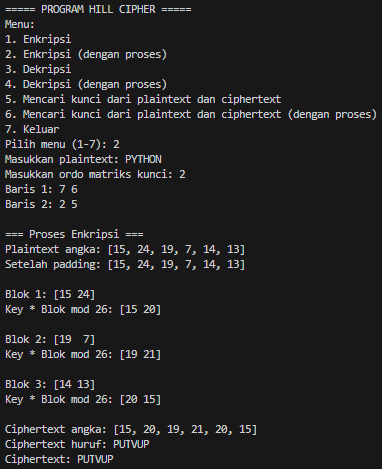 ===== PROGRAM HILL CIPHER =====
Menu:
1. Enkripsi
2. Enkripsi (dengan proses)
3. Dekripsi
4. Dekripsi (dengan proses)
5. Mencari kunci dari plaintext dan ciphertext
6. Mencari kunci dari plaintext dan ciphertext (dengan proses)
7. Keluar
Pilih menu (1-7): 2
Masukkan plaintext: PYTHON
Masukkan ordo matriks kunci: 2
Baris 1: 7 6
Baris 2: 2 5
=== Proses Enkripsi ===
Plaintext angka: [15, 24, 19, 7, 14, 13]
Setelah padding: [15, 24, 19, 7, 14, 13]
Blok 1: [15 24]
Key * Blok mod 26: [15 20]
Blok 2: [19  7]
Key * Blok mod 26: [19 21]
Blok 3: [14 13]
Key * Blok mod 26: [20 15]
Ciphertext angka: [15, 20, 19, 21, 20, 15]
Ciphertext huruf: PUTVUP
Ciphertext: PUTVUP